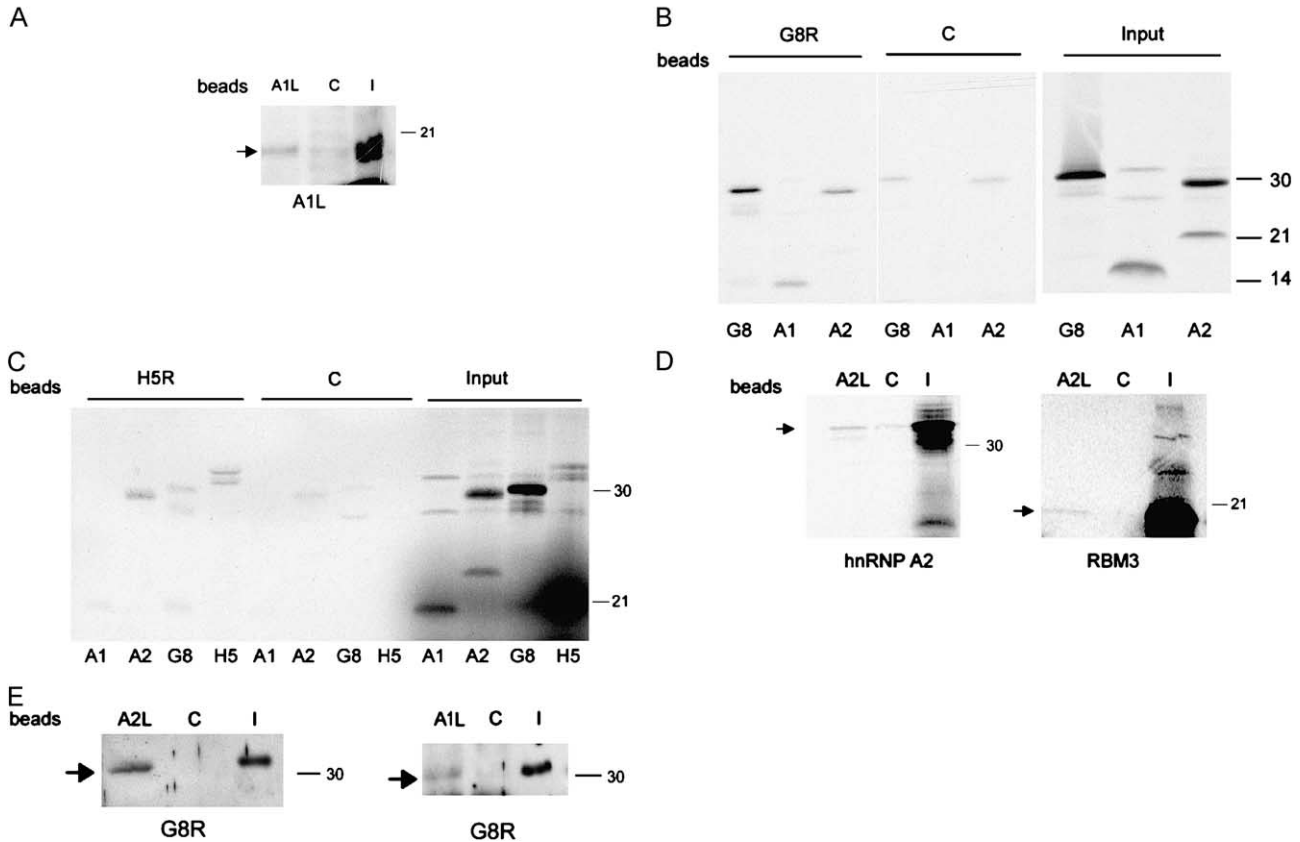 A
beads A1L C I
21
A1L
B
G8R C Input
beads
30
21
14
G8 A1 A2 G8 A1 A2 G8 A1 A2
C
H5R C Input
beads
30
21
A1 A2 G8 H5 A1 A2 G8 H5 A1 A2 G8 H5
D
beads A2L C I A2L C I
30
21
hnRNP A2 RBM3
E
beads A2L C I A1L C I
30 30
G8R G8R